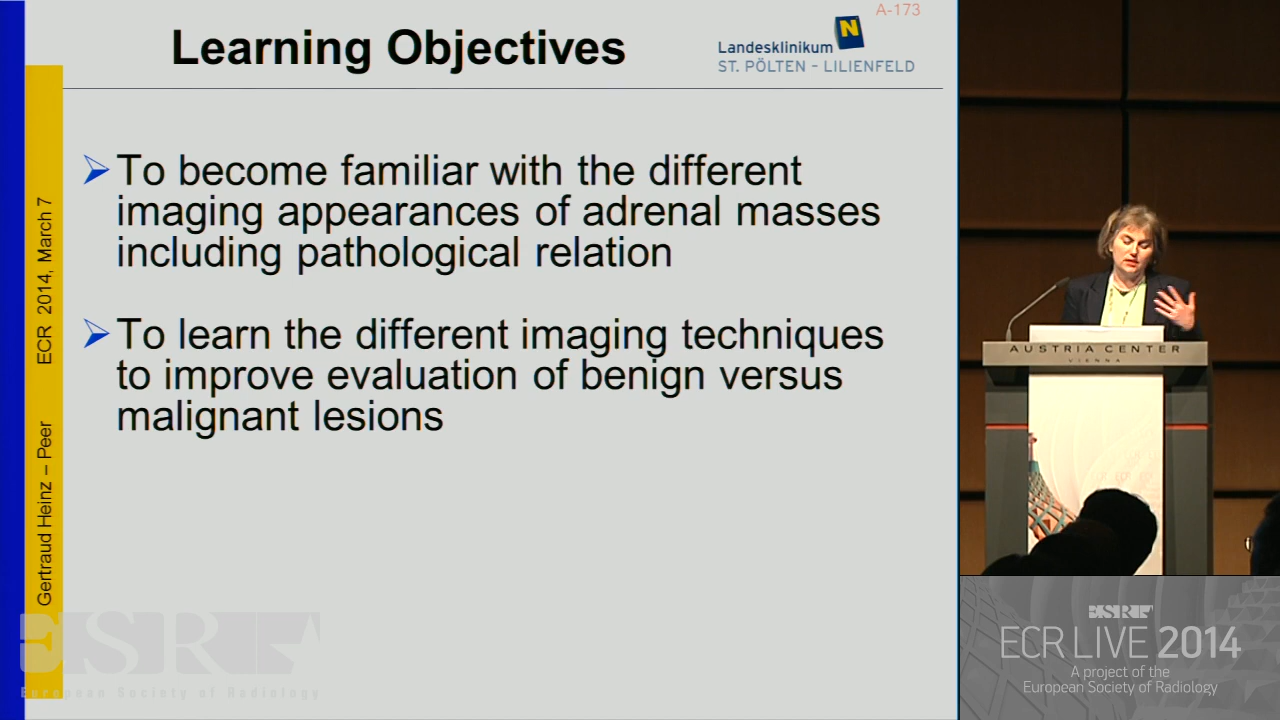 A-173
Learning Objectives
N
Landesklinikum
ST. PÖLTEN – LILIENFELD
➢ To become familiar with the different
imaging appearances of adrenal masses
including pathological relation
➢ To learn the different imaging techniques
to improve evaluation of benign versus
malignant lesions
Gertraud Heinz – Peer ECR 2014, March 7
ESR
European Society of Radiology
AUSTRIA CENTER
VIENNA
ESR
ECR LIVE 2014
A project of the
European Society of Radiology